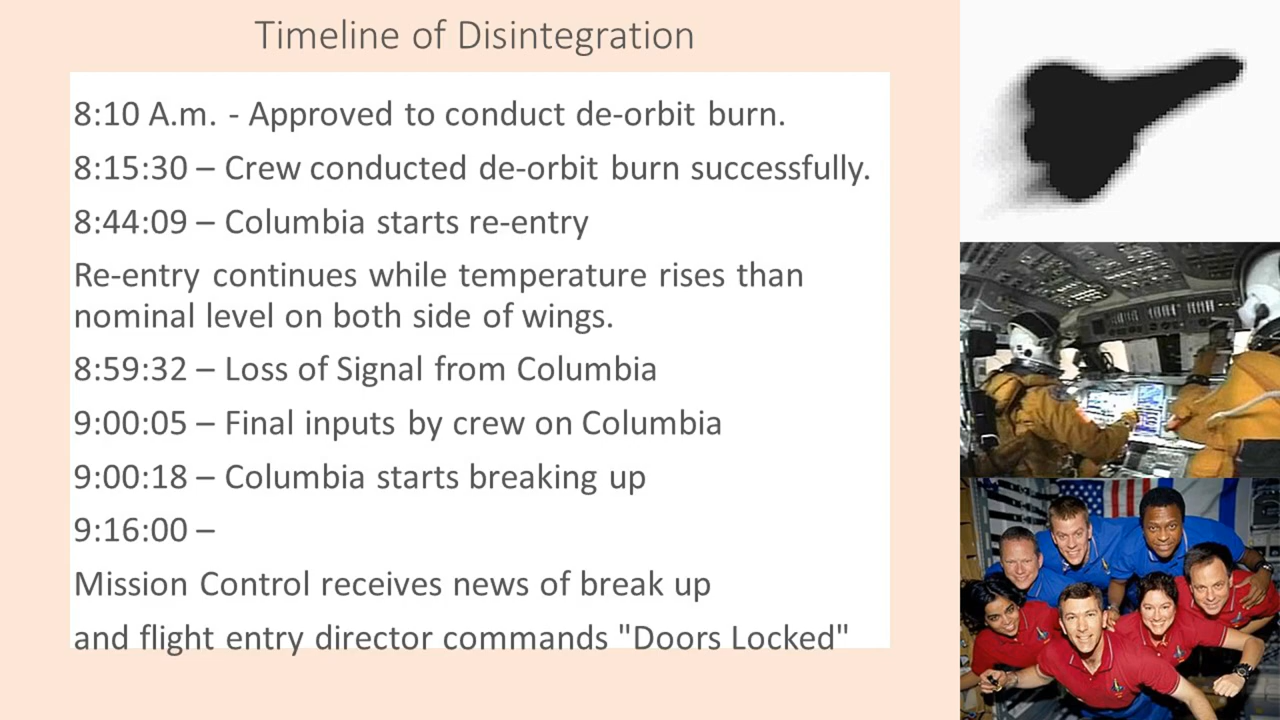 Timeline of Disintegration
8:10 A.m. - Approved to conduct de-orbit burn.
8:15:30 – Crew conducted de-orbit burn successfully.
8:44:09 – Columbia starts re-entry
Re-entry continues while temperature rises than
nominal level on both side of wings.
8:59:32 – Loss of Signal from Columbia
9:00:05 – Final inputs by crew on Columbia
9:00:18 – Columbia starts breaking up
9:16:00 –
Mission Control receives news of break up
and flight entry director commands "Doors Locked"